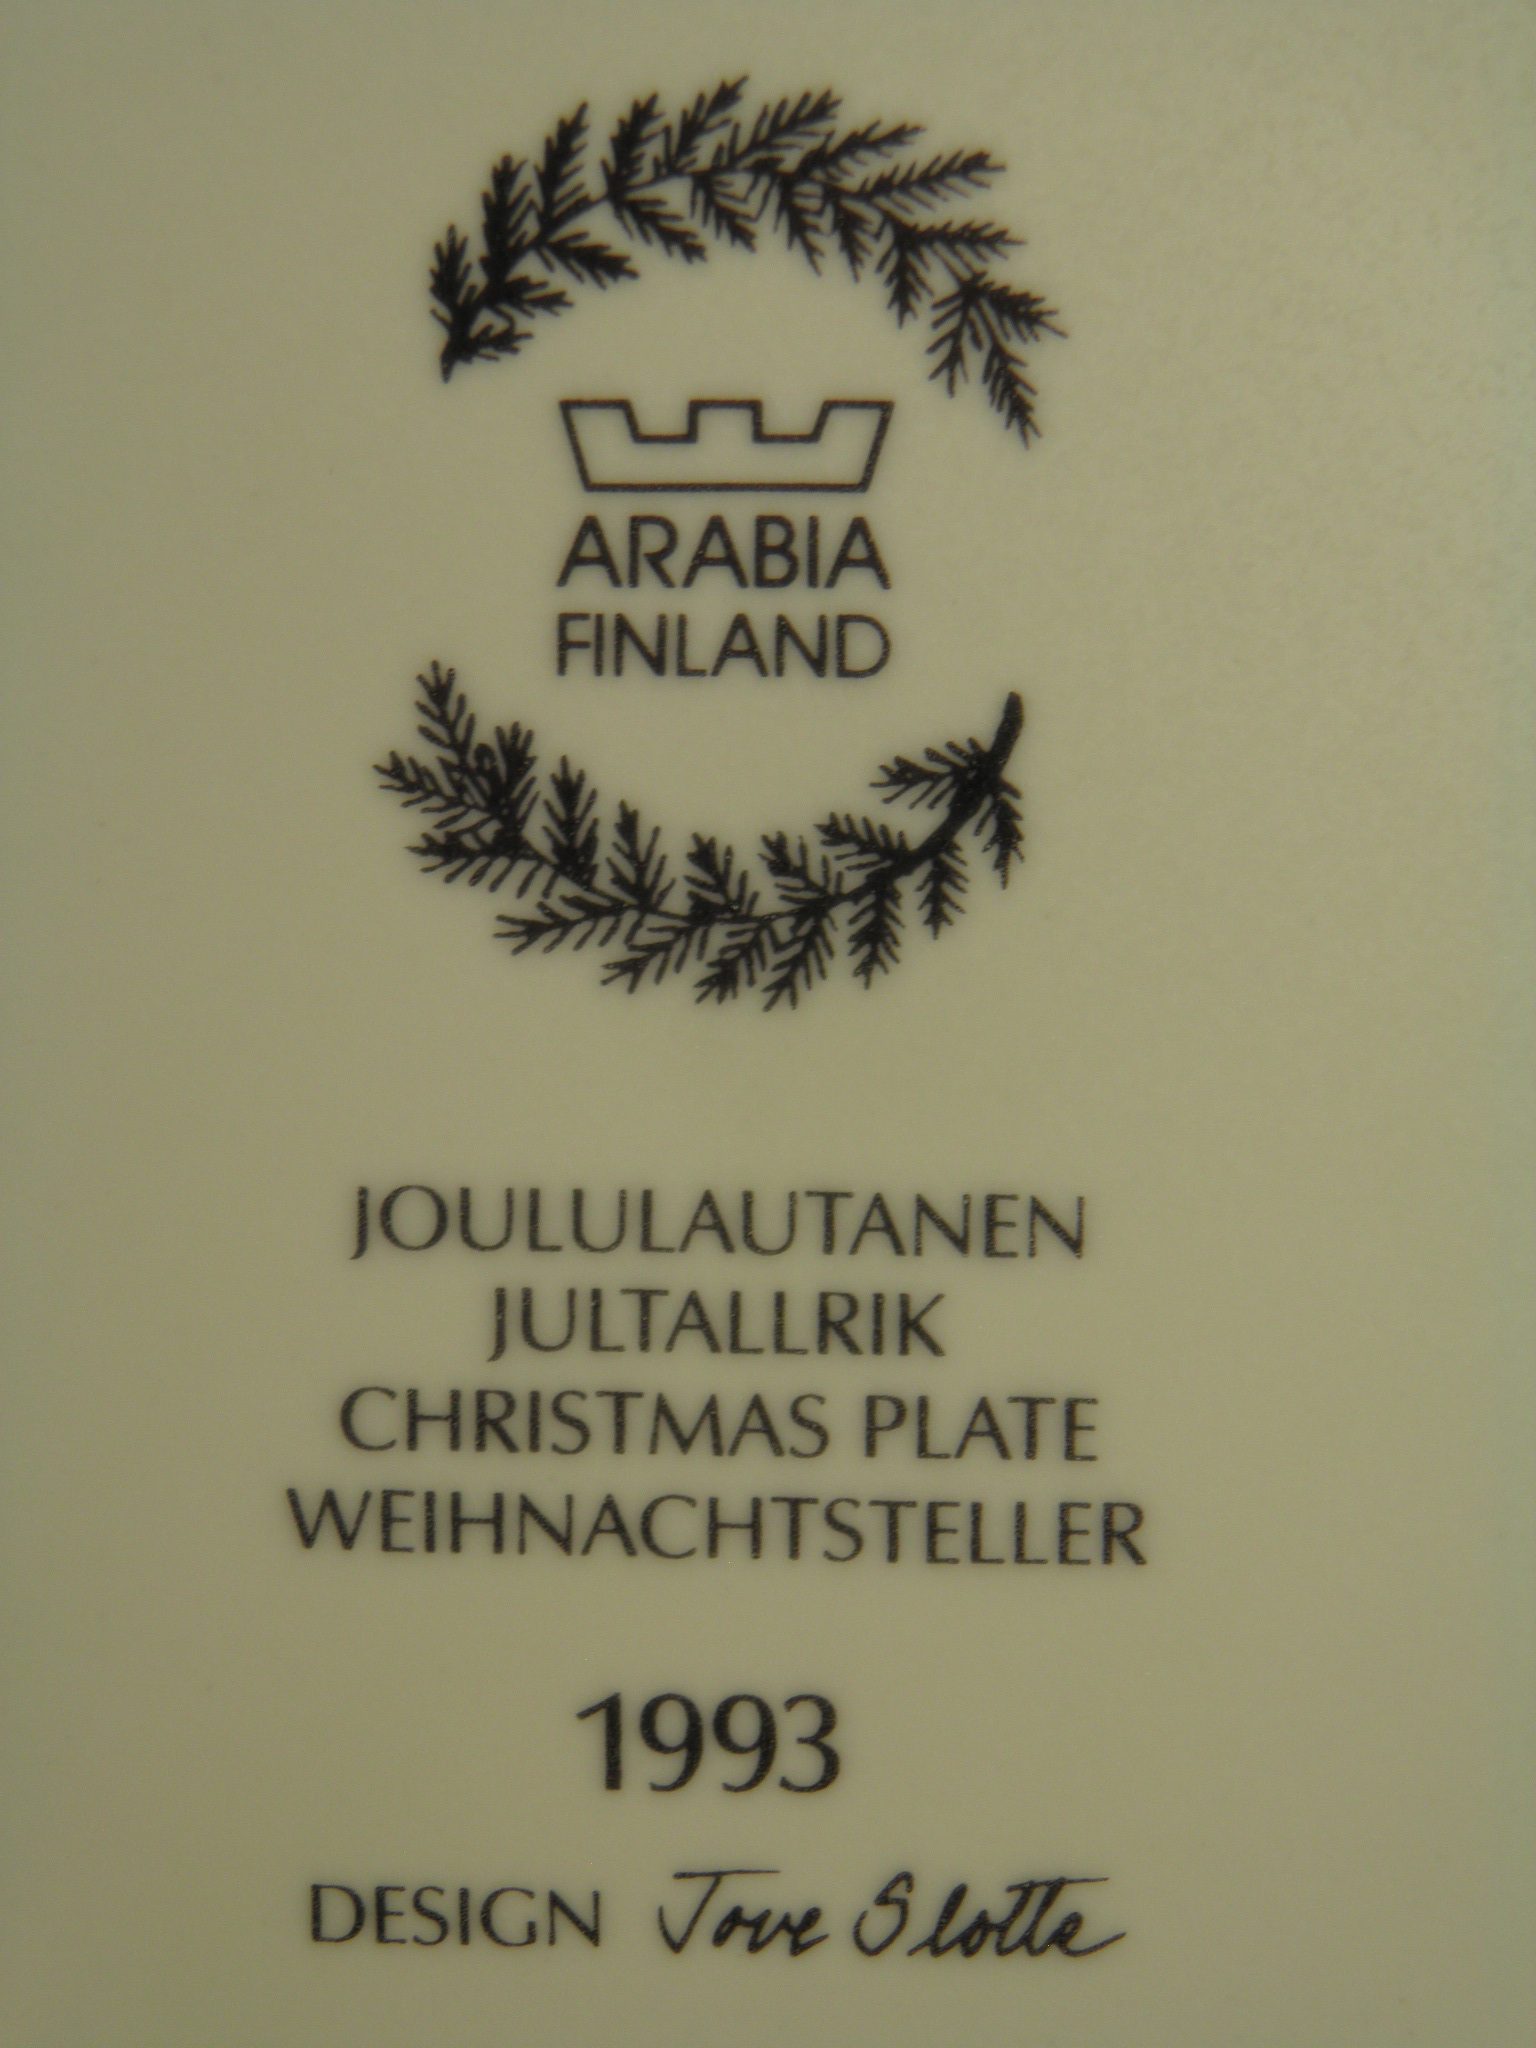 ARABIA
FINLAND
JOULULAUTANEN
JULTALLRIK
CHRISTMAS PLATE
WEIHNACHTSTELLER
1993
DESIGN Tove Slotte